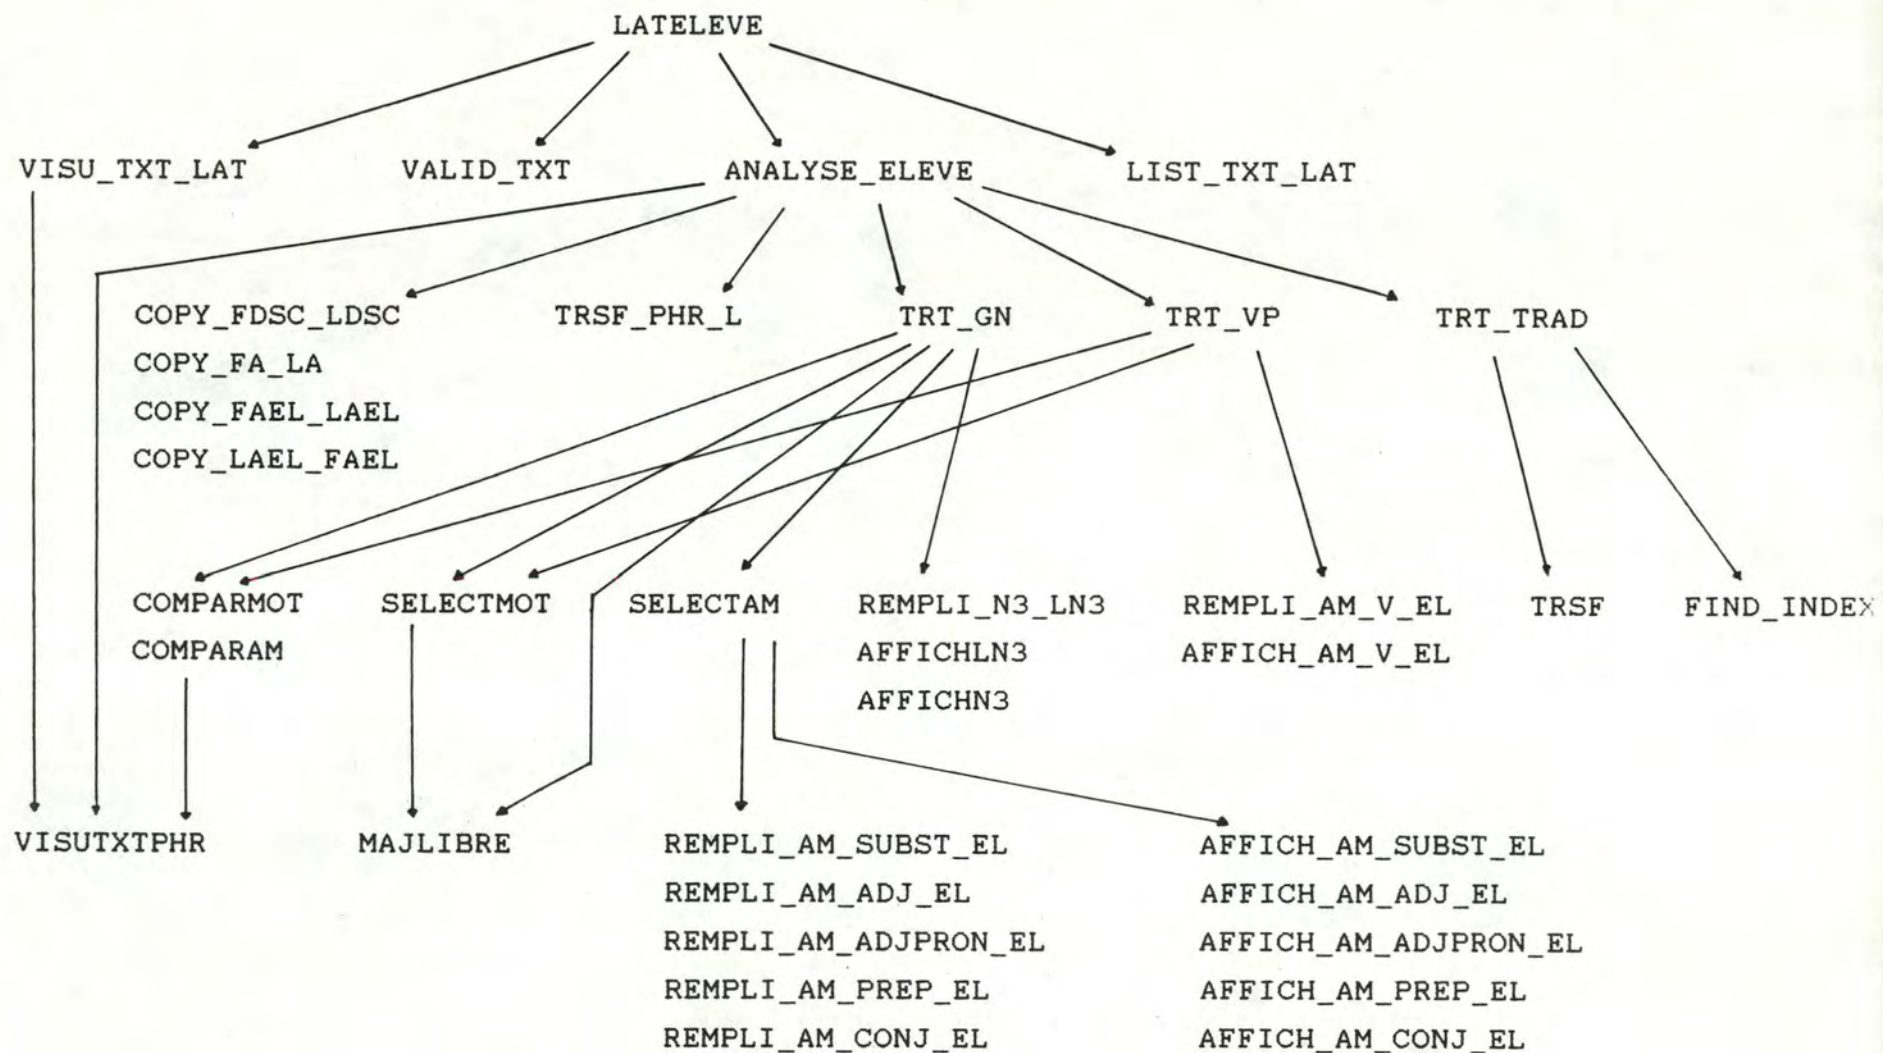 LATELEVE
VISU_TXT_LAT VALID_TXT ANALYSE_ELEVE LIST_TXT_LAT
COPY_FDSC_LDSC TRSF_PHR_L TRT_GN TRT_VP TRT_TRAD
COPY_FA_LA
COPY_FAEL_LAEL
COPY_LAEL_FAEL
COMPARMOT SELECTMOT SELECTAM REMPLI_N3_LN3 REMPLI_AM_V_EL TRSF FIND_INDEX
COMPARAM AFFICHLN3 AFFICH_AM_V_EL
AFFICHN3
VISUTXTPHR MAJLIBRE REMPLI_AM_SUBST_EL AFFICH_AM_SUBST_EL
REMPLI_AM_ADJ_EL AFFICH_AM_ADJ_EL
REMPLI_AM_ADJPRON_EL AFFICH_AM_ADJPRON_EL
REMPLI_AM_PREP_EL AFFICH_AM_PREP_EL
REMPLI_AM_CONJ_EL AFFICH_AM_CONJ_EL